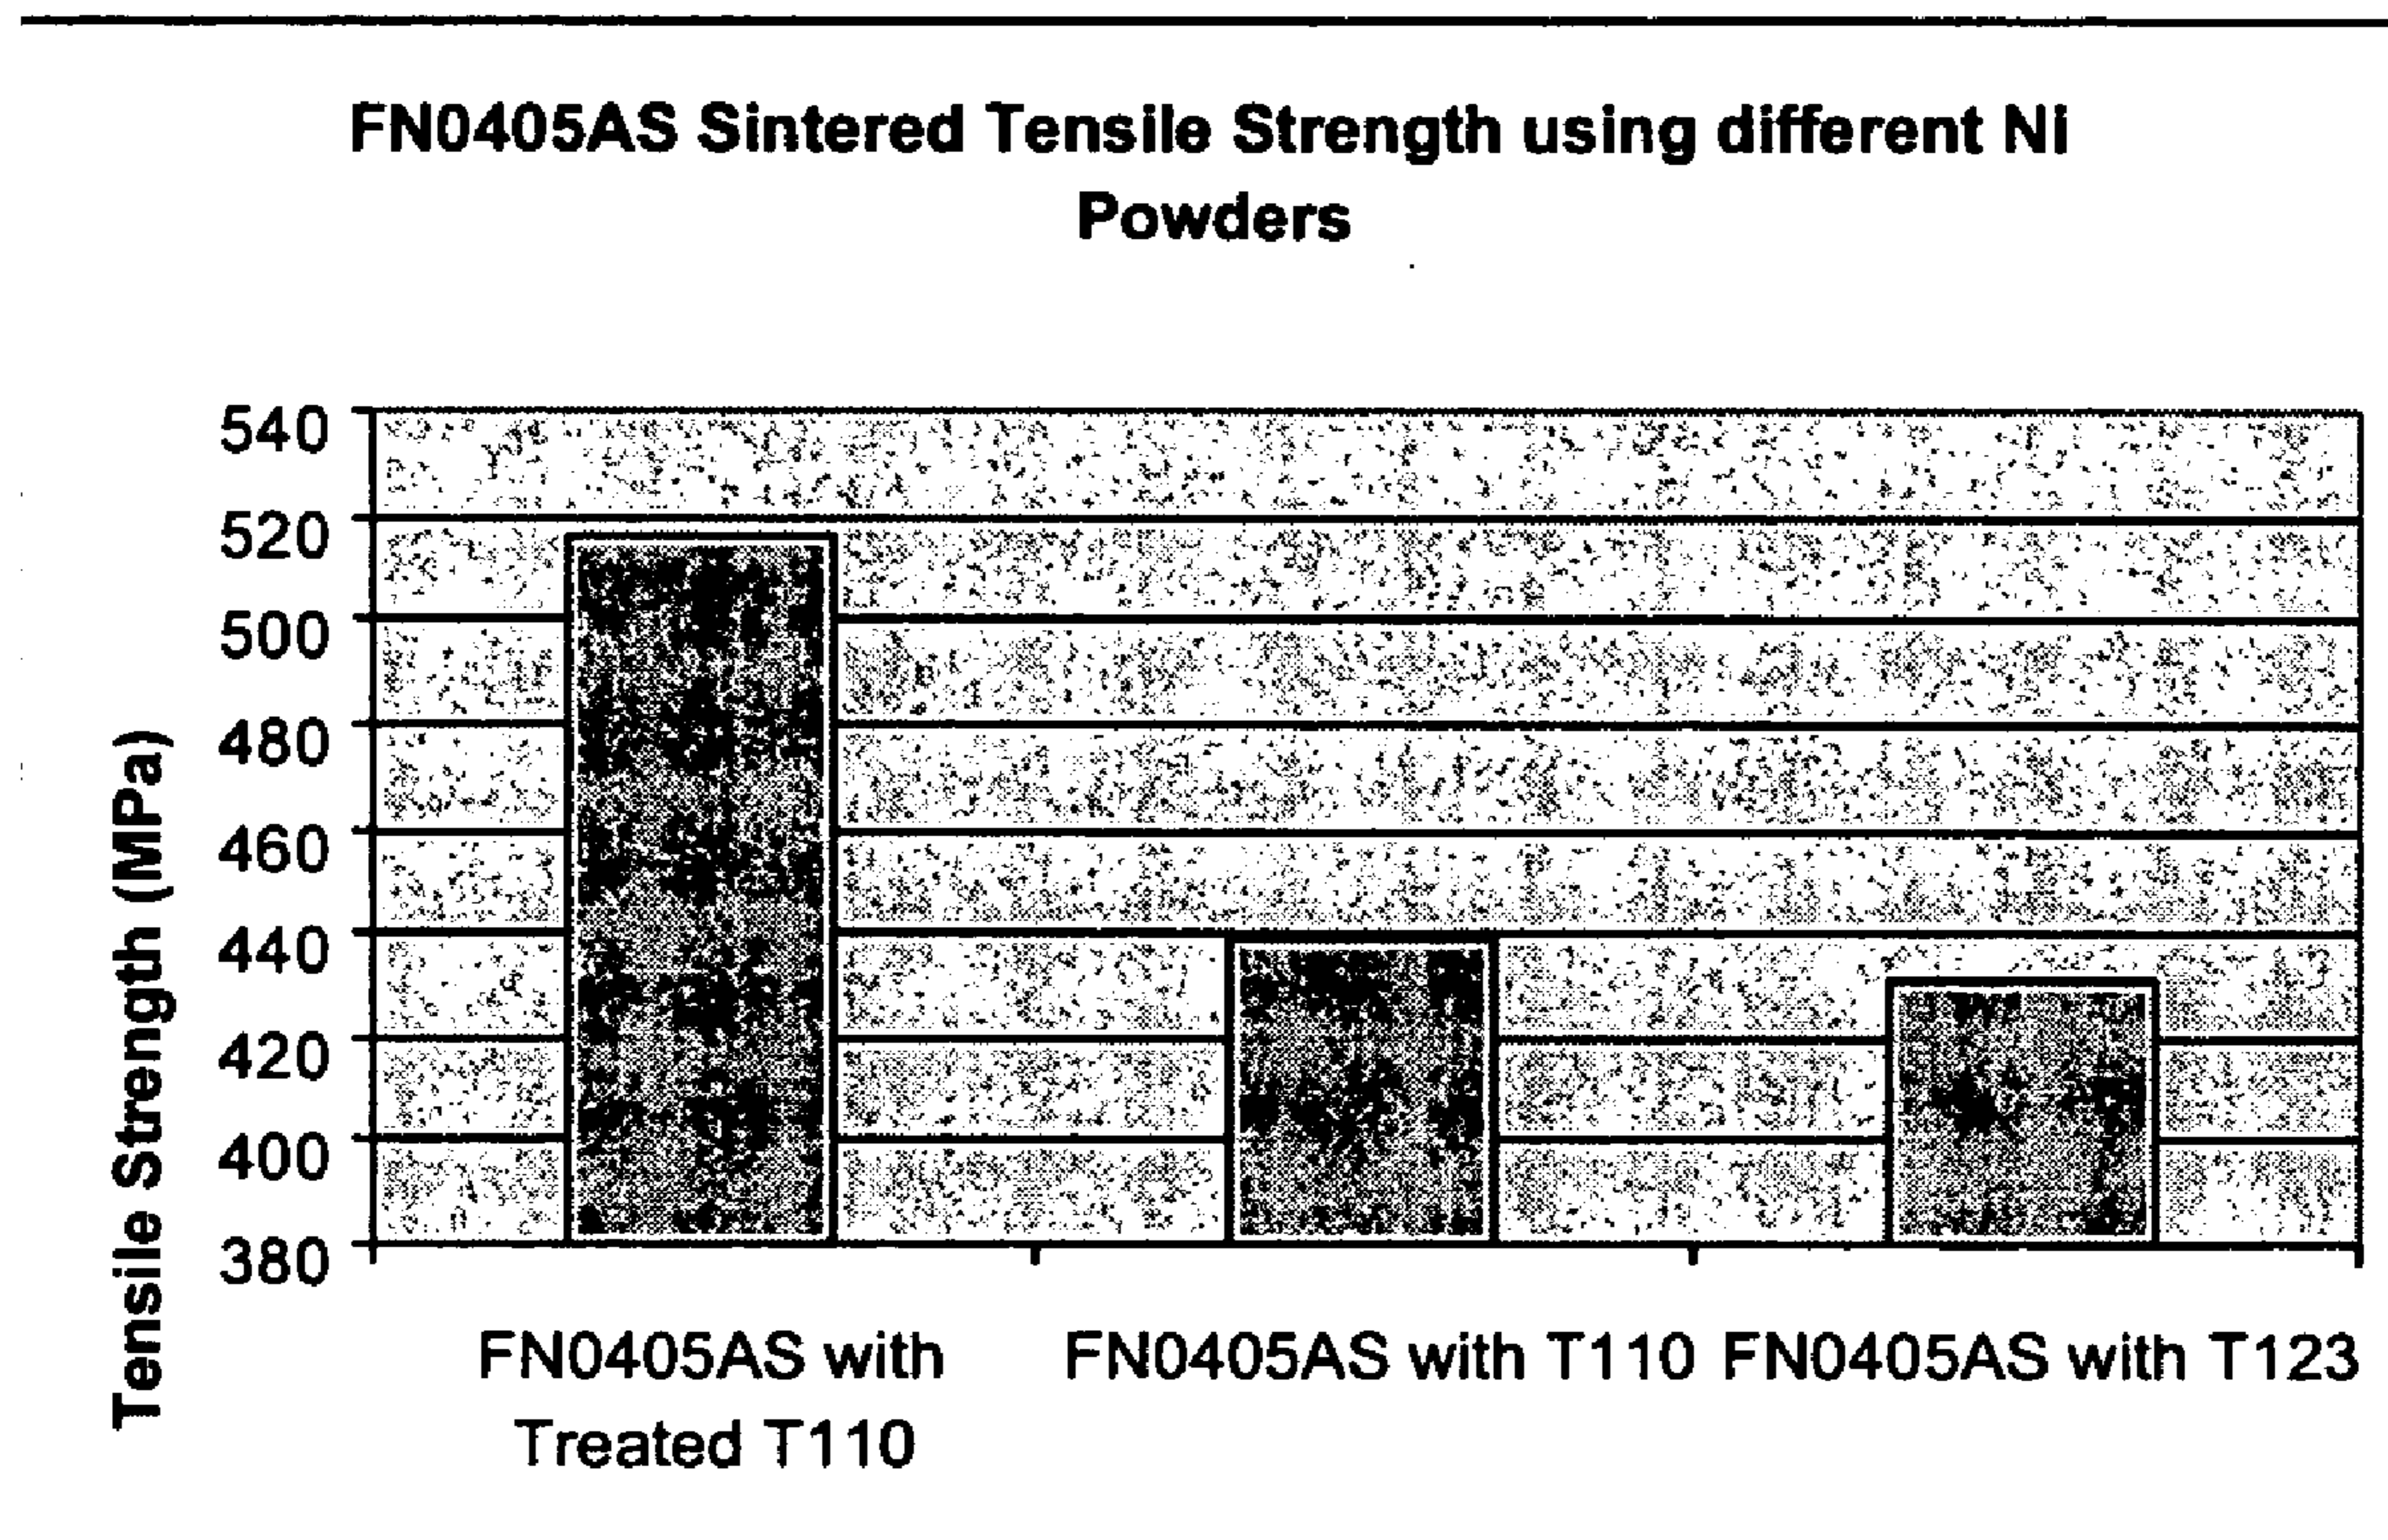 FN0405AS Sintered Tensile Strength using different Ni
Powders
540
520
500
480
460
440
420
400
380
Tensile Strength (MPa)
FN0405AS with
Treated T110
FN0405AS with T110
FN0405AS with T123